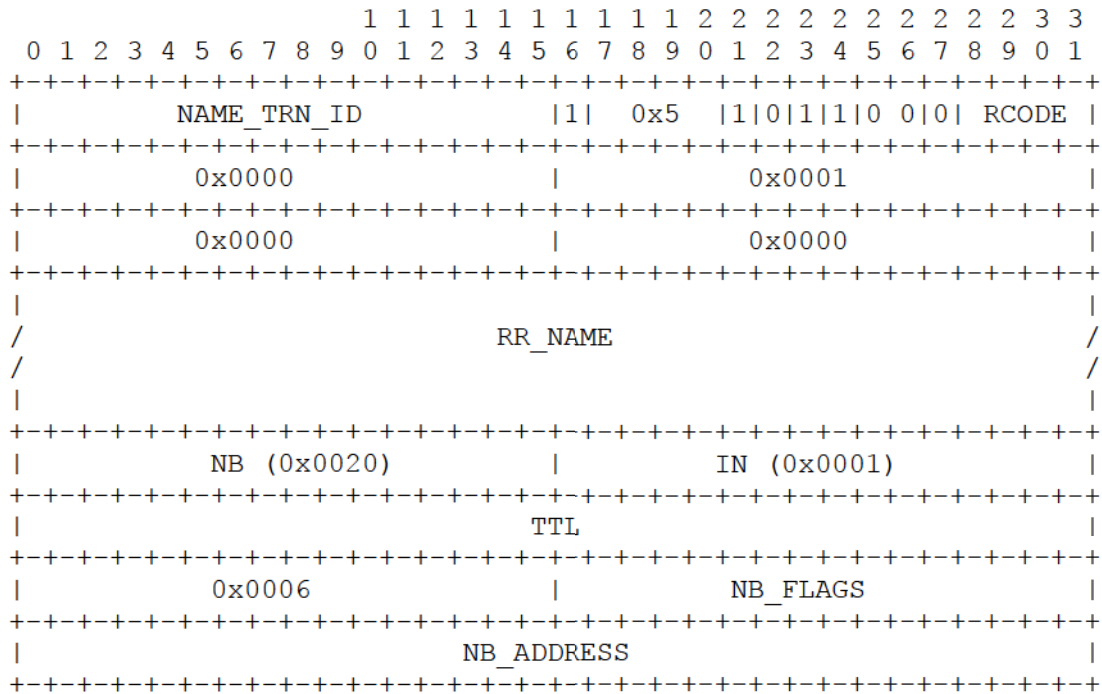 1 1 1 1 1 1 1 1 1 1 2 2 2 2 2 2 2 2 2 2 3 3
 0 1 2 3 4 5 6 7 8 9 0 1 2 3 4 5 6 7 8 9 0 1 2 3 4 5 6 7 8 9 0 1
+-+-+-+-+-+-+-+-+-+-+-+-+-+-+-+-+-+-+-+-+-+-+-+-+-+-+-+-+-+-+-+-+
|         NAME_TRN_ID           |1|  0x5  |1|0|1|1|0 0|0| RCODE |
+-+-+-+-+-+-+-+-+-+-+-+-+-+-+-+-+-+-+-+-+-+-+-+-+-+-+-+-+-+-+-+-+
|          0x0000               |           0x0001              |
+-+-+-+-+-+-+-+-+-+-+-+-+-+-+-+-+-+-+-+-+-+-+-+-+-+-+-+-+-+-+-+-+
|          0x0000               |           0x0000              |
+-+-+-+-+-+-+-+-+-+-+-+-+-+-+-+-+-+-+-+-+-+-+-+-+-+-+-+-+-+-+-+-+
|                                                               |
/                            RR_NAME                            /
/                                                               /
|                                                               |
+-+-+-+-+-+-+-+-+-+-+-+-+-+-+-+-+-+-+-+-+-+-+-+-+-+-+-+-+-+-+-+-+
|           NB (0x0020)         |         IN (0x0001)           |
+-+-+-+-+-+-+-+-+-+-+-+-+-+-+-+-+-+-+-+-+-+-+-+-+-+-+-+-+-+-+-+-+
|                              TTL                              |
+-+-+-+-+-+-+-+-+-+-+-+-+-+-+-+-+-+-+-+-+-+-+-+-+-+-+-+-+-+-+-+-+
|           0x0006              |          NB_FLAGS             |
+-+-+-+-+-+-+-+-+-+-+-+-+-+-+-+-+-+-+-+-+-+-+-+-+-+-+-+-+-+-+-+-+
|                          NB_ADDRESS                           |
+-+-+-+-+-+-+-+-+-+-+-+-+-+-+-+-+-+-+-+-+-+-+-+-+-+-+-+-+-+-+-+-+